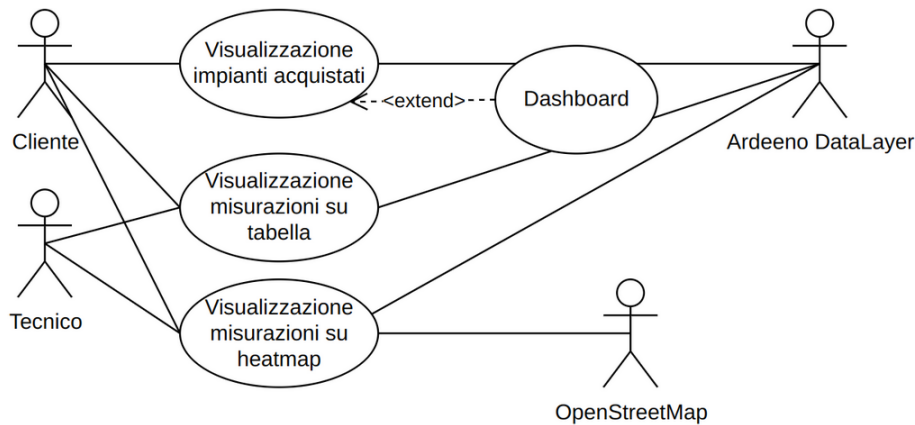 Visualizzazione
impianti acquistati
<extend>
Dashboard
Cliente
Ardeeno DataLayer
Visualizzazione
misurazioni su
tabella
Tecnico
Visualizzazione
misurazioni su
heatmap
OpenStreetMap